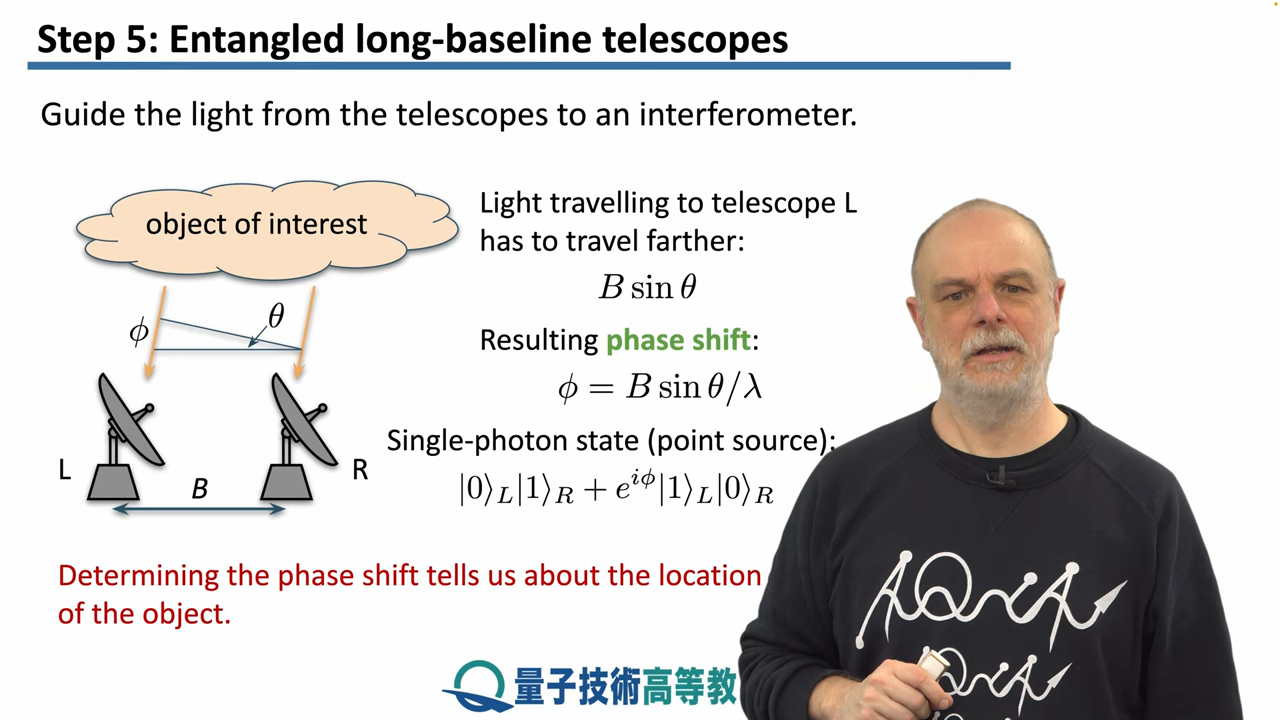 Step 5: Entangled long-baseline telescopes
Guide the light from the telescopes to an interferometer.
object of interest
ϕ
θ
L
B
R
Light travelling to telescope L
has to travel farther:
B sin θ
Resulting phase shift:
ϕ = B sin θ/λ
Single-photon state (point source):
|0⟩_L|1⟩_R + e^{iϕ}|1⟩_L|0⟩_R
Determining the phase shift tells us about the location
of the object.
量子技術高等教
AQUA
AQUA